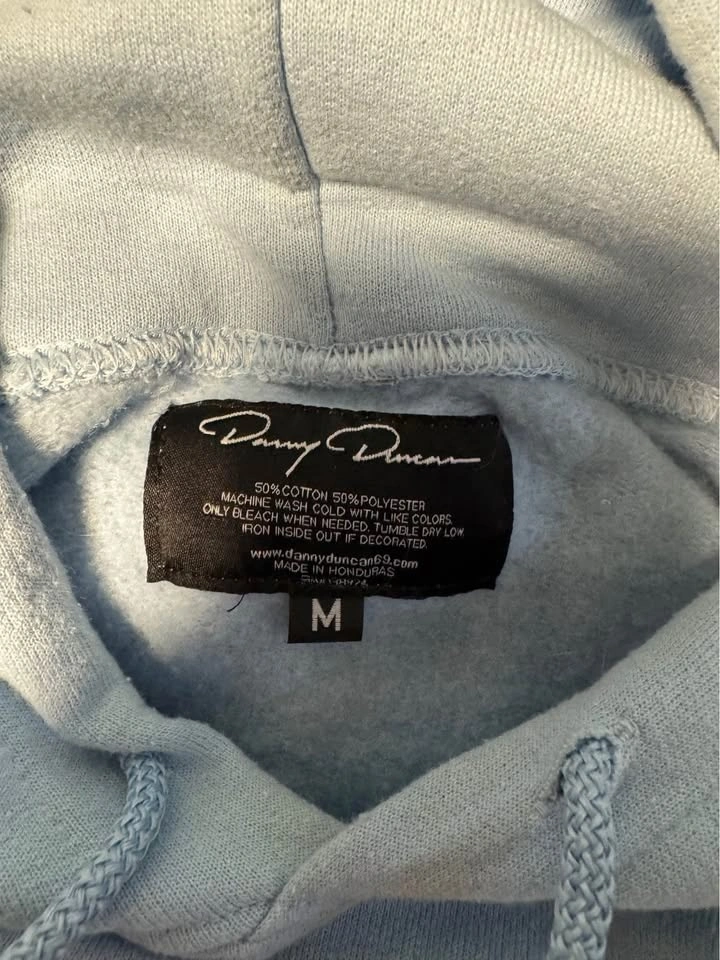 Danny Duncan
50% COTTON 50% POLYESTER
MACHINE WASH COLD WITH LIKE COLORS.
ONLY BLEACH WHEN NEEDED. TUMBLE DRY LOW.
IRON INSIDE OUT IF DECORATED.
www.dannyduncan69.com
MADE IN HONDURAS
M